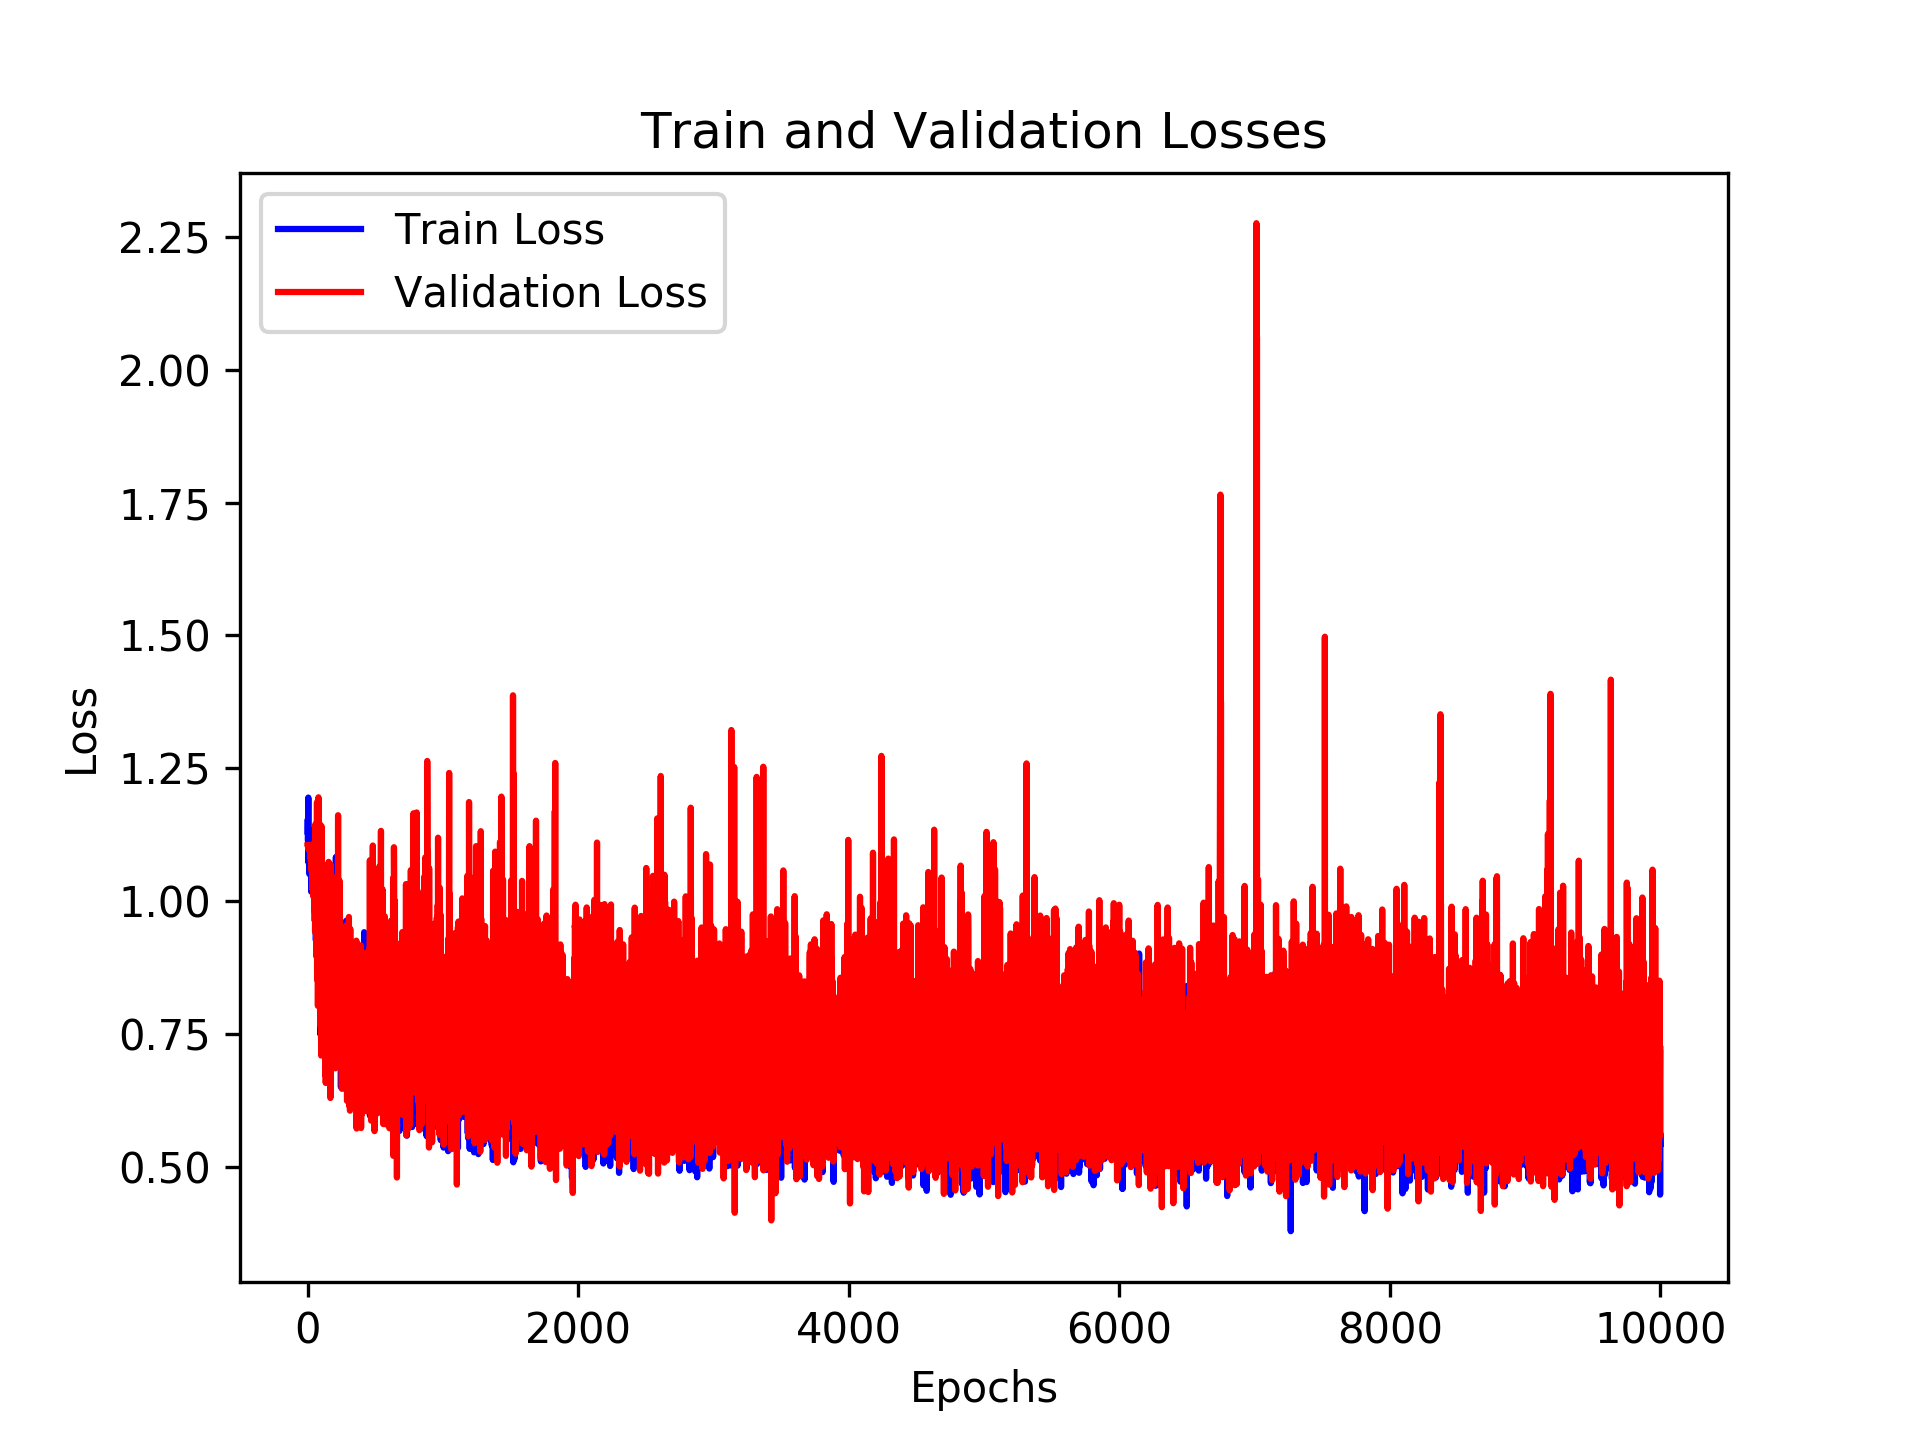 Train and Validation Losses
Train Loss
Validation Loss
2.25
2.00
1.75
1.50
1.25
1.00
0.75
0.50
Loss
0 2000 4000 6000 8000 10000
Epochs